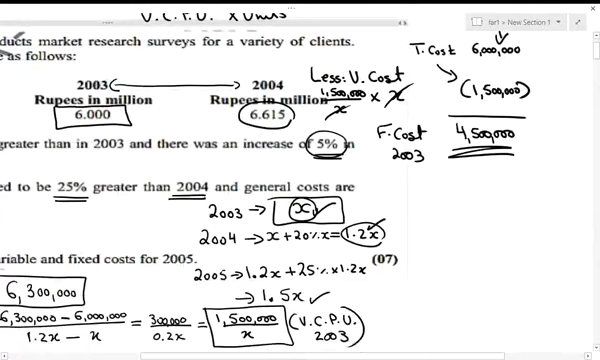 V.C.P.U. x Units
far1 > New Section 1
ducts market research surveys for a variety of clients.
e as follows:
T. Cost 6,000,000
(1,500,000)
F. Cost 4,500,000
2003
Less: V. Cost
1,500,000/x × x
2003 2004
Rupees in million Rupees in million
6.000 6.615
greater than in 2003 and there was an increase of 5% in
ed to be 25% greater than 2004 and general costs are
2003 → x
2004 → x + 20% x = 1.2x
ariable and fixed costs for 2005. (07)
2005 → 1.2x + 25% x 1.2x
→ 1.5x ✓
6,300,000
6,300,000 - 6,000,000 / 1.2x - x = 300,000 / 0.2x = 1,500,000 / x (V.C.P.U. 2003)